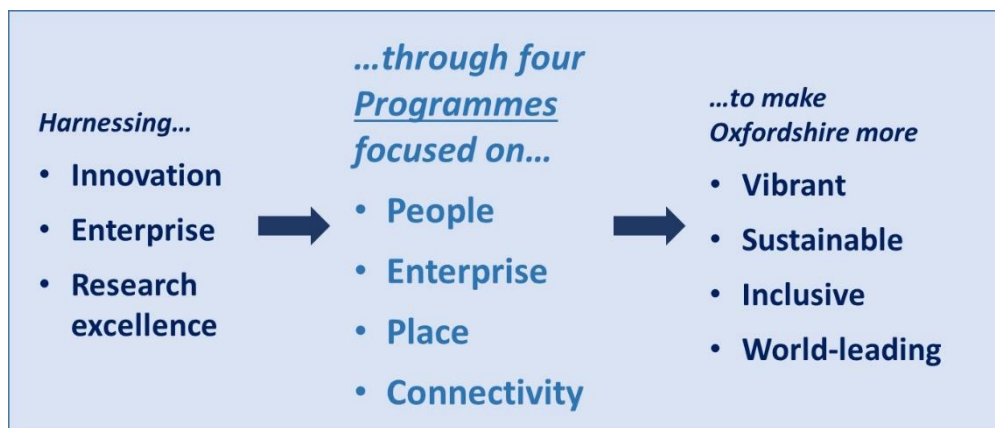 Harnessing...
• Innovation
• Enterprise
• Research
excellence
...through four
Programmes
focused on...
• People
• Enterprise
• Place
• Connectivity
...to make
Oxfordshire more
• Vibrant
• Sustainable
• Inclusive
• World-leading